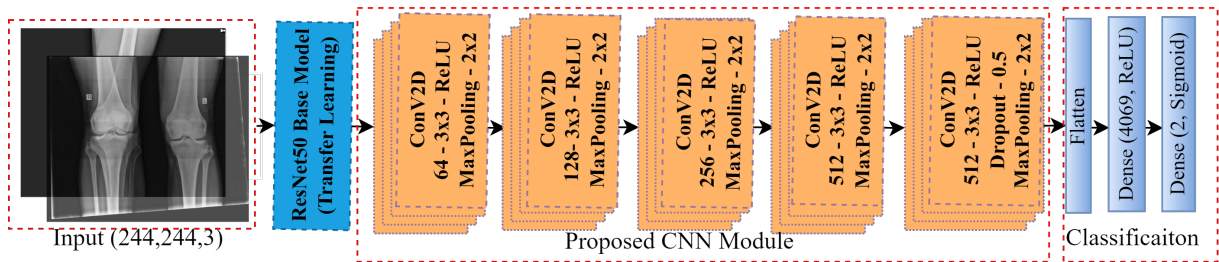 Input (244,244,3)
ResNet50 Base Model
(Transfer Learning)
ConV2D
64 - 3x3 - ReLU
MaxPooling - 2x2
ConV2D
128- 3x3 - ReLU
MaxPooling - 2x2
ConV2D
256 - 3x3 - ReLU
MaxPooling - 2x2
ConV2D
512 - 3x3 - ReLU
MaxPooling - 2x2
ConV2D
512 - 3x3 - ReLU
Dropout - 0.5
MaxPooling - 2x2
Proposed CNN Module
Flatten
Dense (4069, ReLU)
Dense (2, Sigmoid)
Classificaiton